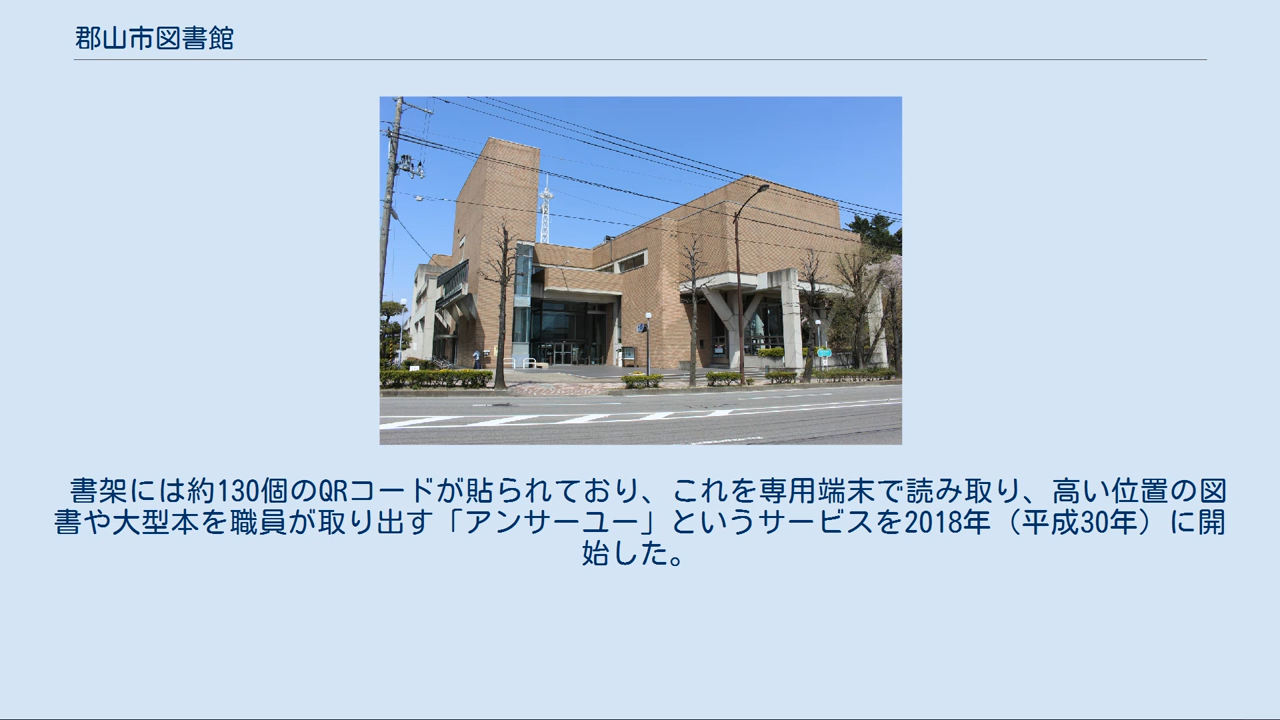 郡山市図書館
書架には約130個のQRコードが貼られており、これを専用端末で読み取り、高い位置の図
書や大型本を職員が取り出す「アンサーユー」というサービスを2018年（平成30年）に開
始した。